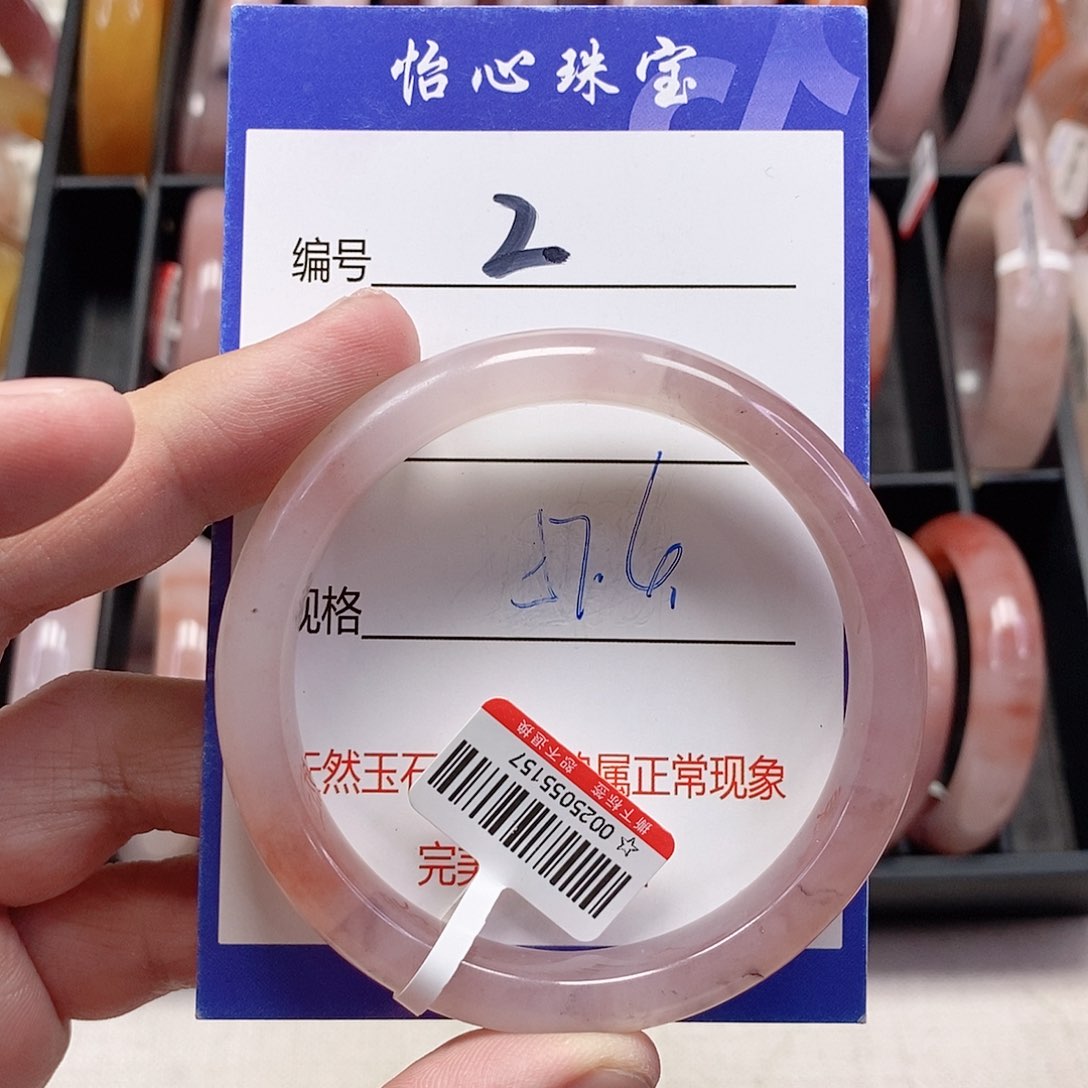 怡心珠宝
编号 2
规格 57.6
天然玉石 属正常现象
完美
撕下标签 恕不退换
☆ 0025055157